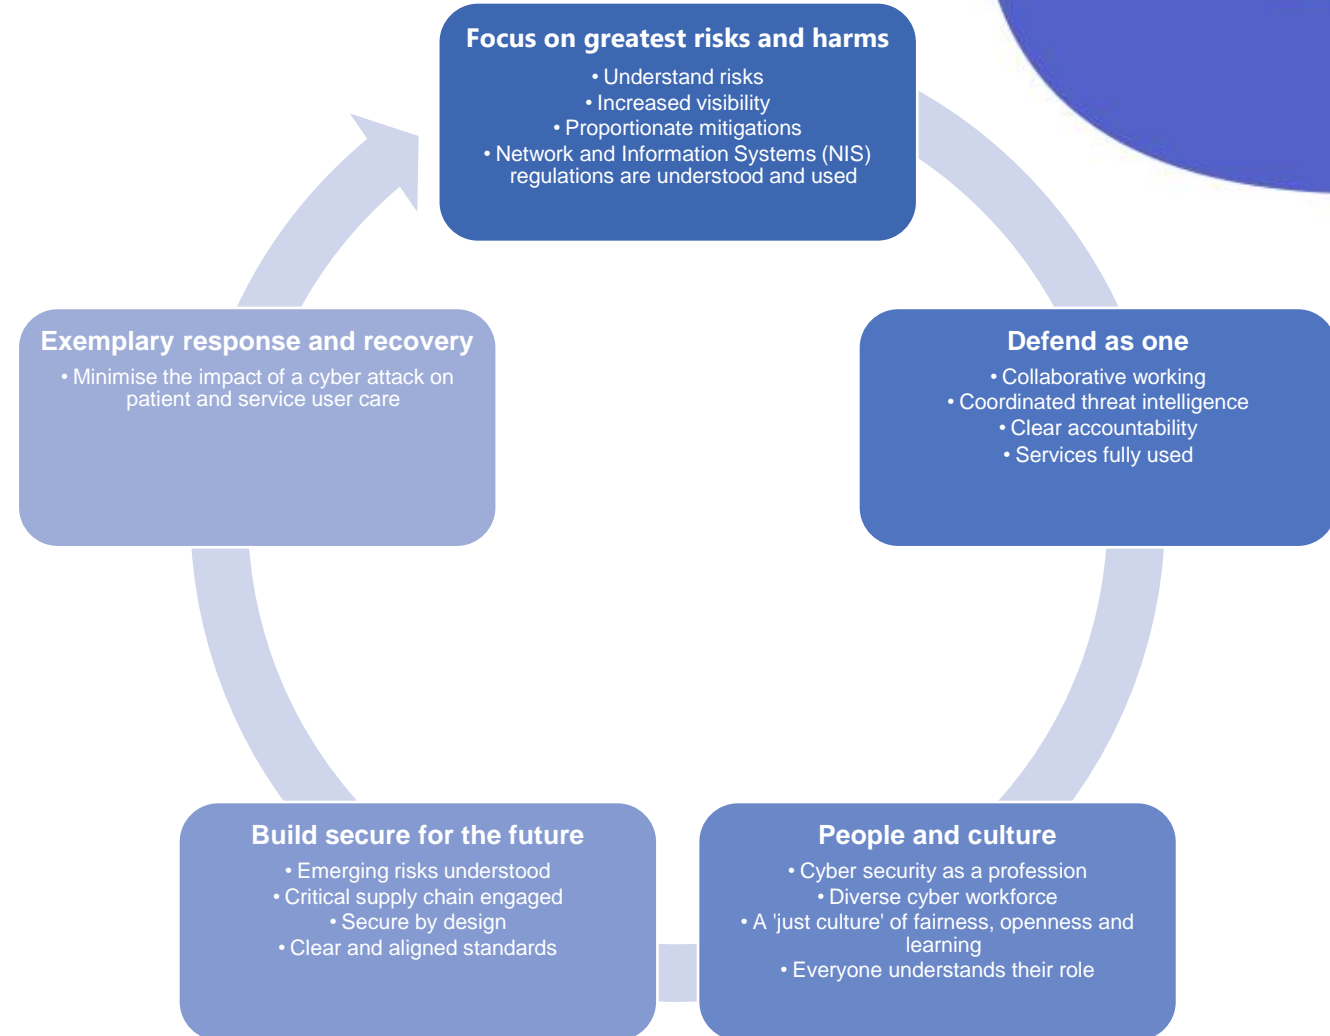 Focus on greatest risks and harms
• Understand risks
• Increased visibility
• Proportionate mitigations
• Network and Information Systems (NIS)
regulations are understood and used
Defend as one
• Collaborative working
• Coordinated threat intelligence
• Clear accountability
• Services fully used
People and culture
• Cyber security as a profession
• Diverse cyber workforce
• A 'just culture' of fairness, openness and
learning
• Everyone understands their role
Build secure for the future
• Emerging risks understood
• Critical supply chain engaged
• Secure by design
• Clear and aligned standards
Exemplary response and recovery
• Minimise the impact of a cyber attack on
patient and service user care